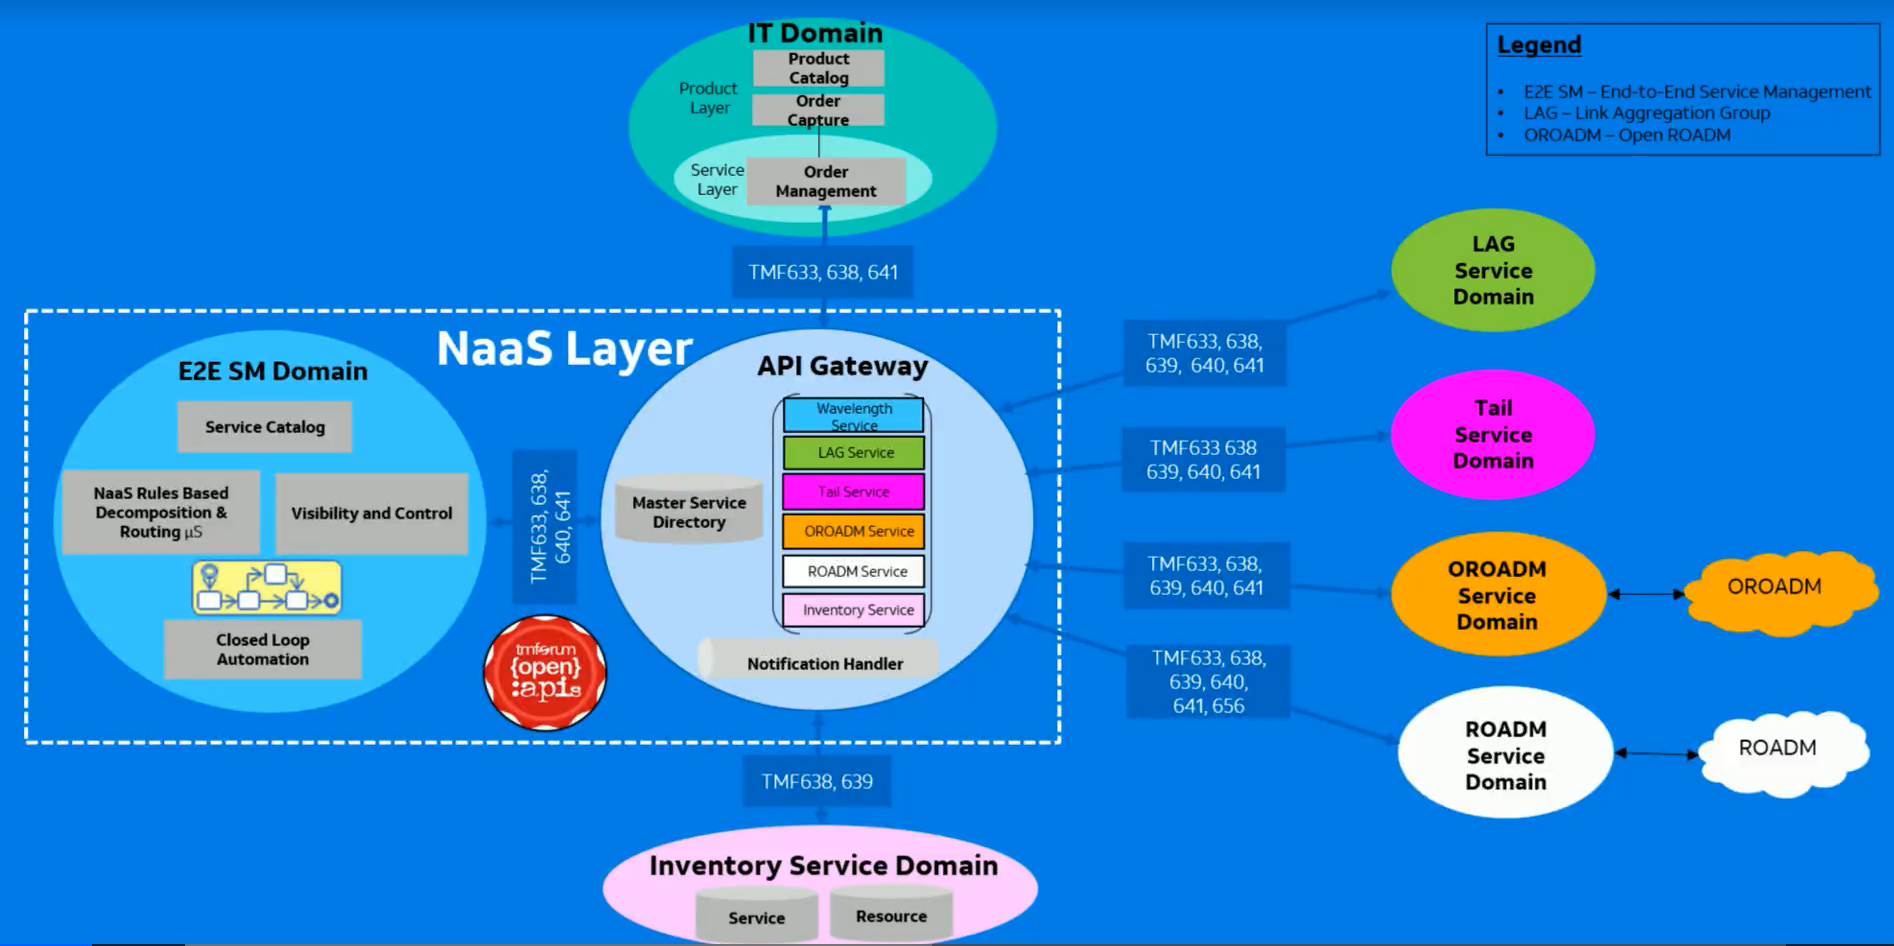 IT Domain
Product
Catalog
Product
Layer
Order
Capture
Service
Layer
Order
Management
TMF633, 638, 641
Legend
• E2E SM – End-to-End Service Management
• LAG – Link Aggregation Group
• OROADM – Open ROADM
NaaS Layer
E2E SM Domain
Service Catalog
NaaS Rules Based
Decomposition &
Routing µS
Visibility and Control
Closed Loop
Automation
TMF633, 638,
640, 641
tmforum
{open}
:apis
API Gateway
Master Service
Directory
Wavelength
Service
LAG Service
Tail Service
OROADM Service
ROADM Service
Inventory Service
Notification Handler
TMF633, 638,
639, 640, 641
LAG
Service
Domain
TMF633 638
639, 640, 641
Tail
Service
Domain
TMF633, 638,
639, 640, 641
OROADM
Service
Domain
OROADM
TMF633, 638,
639, 640,
641, 656
ROADM
Service
Domain
ROADM
TMF638, 639
Inventory Service Domain
Service
Resource